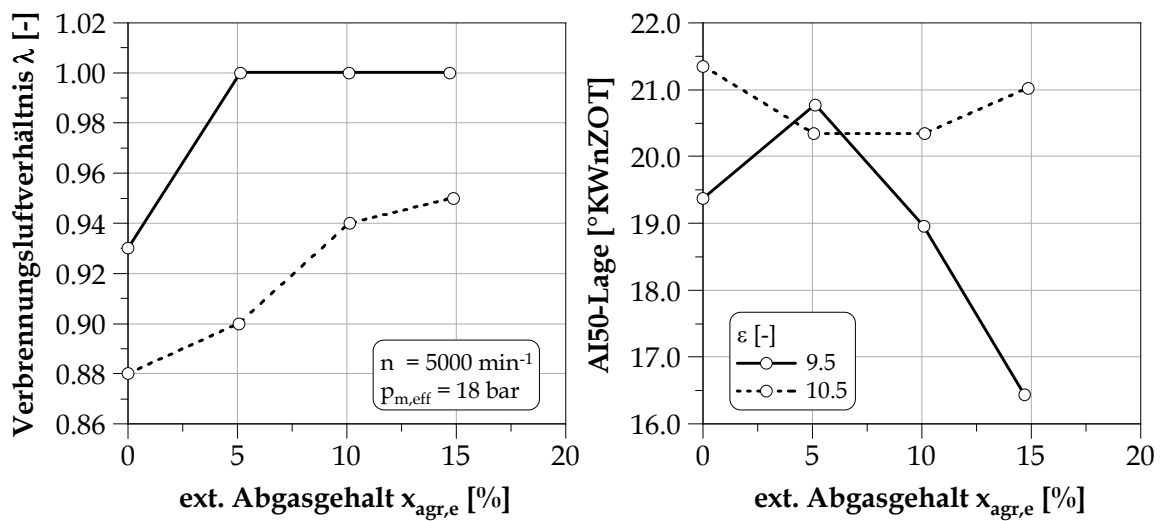 Verbrennungsluftverhältnis λ [-]
1.02
1.00
0.98
0.96
0.94
0.92
0.90
0.88
0.86
n = 5000 min⁻¹
pm,eff = 18 bar
0 5 10 15 20
ext. Abgasgehalt xagr,e [%]
AI50-Lage [°KWnZOT]
22.0
21.0
20.0
19.0
18.0
17.0
16.0
ε [-]
9.5
10.5
0 5 10 15 20
ext. Abgasgehalt xagr,e [%]